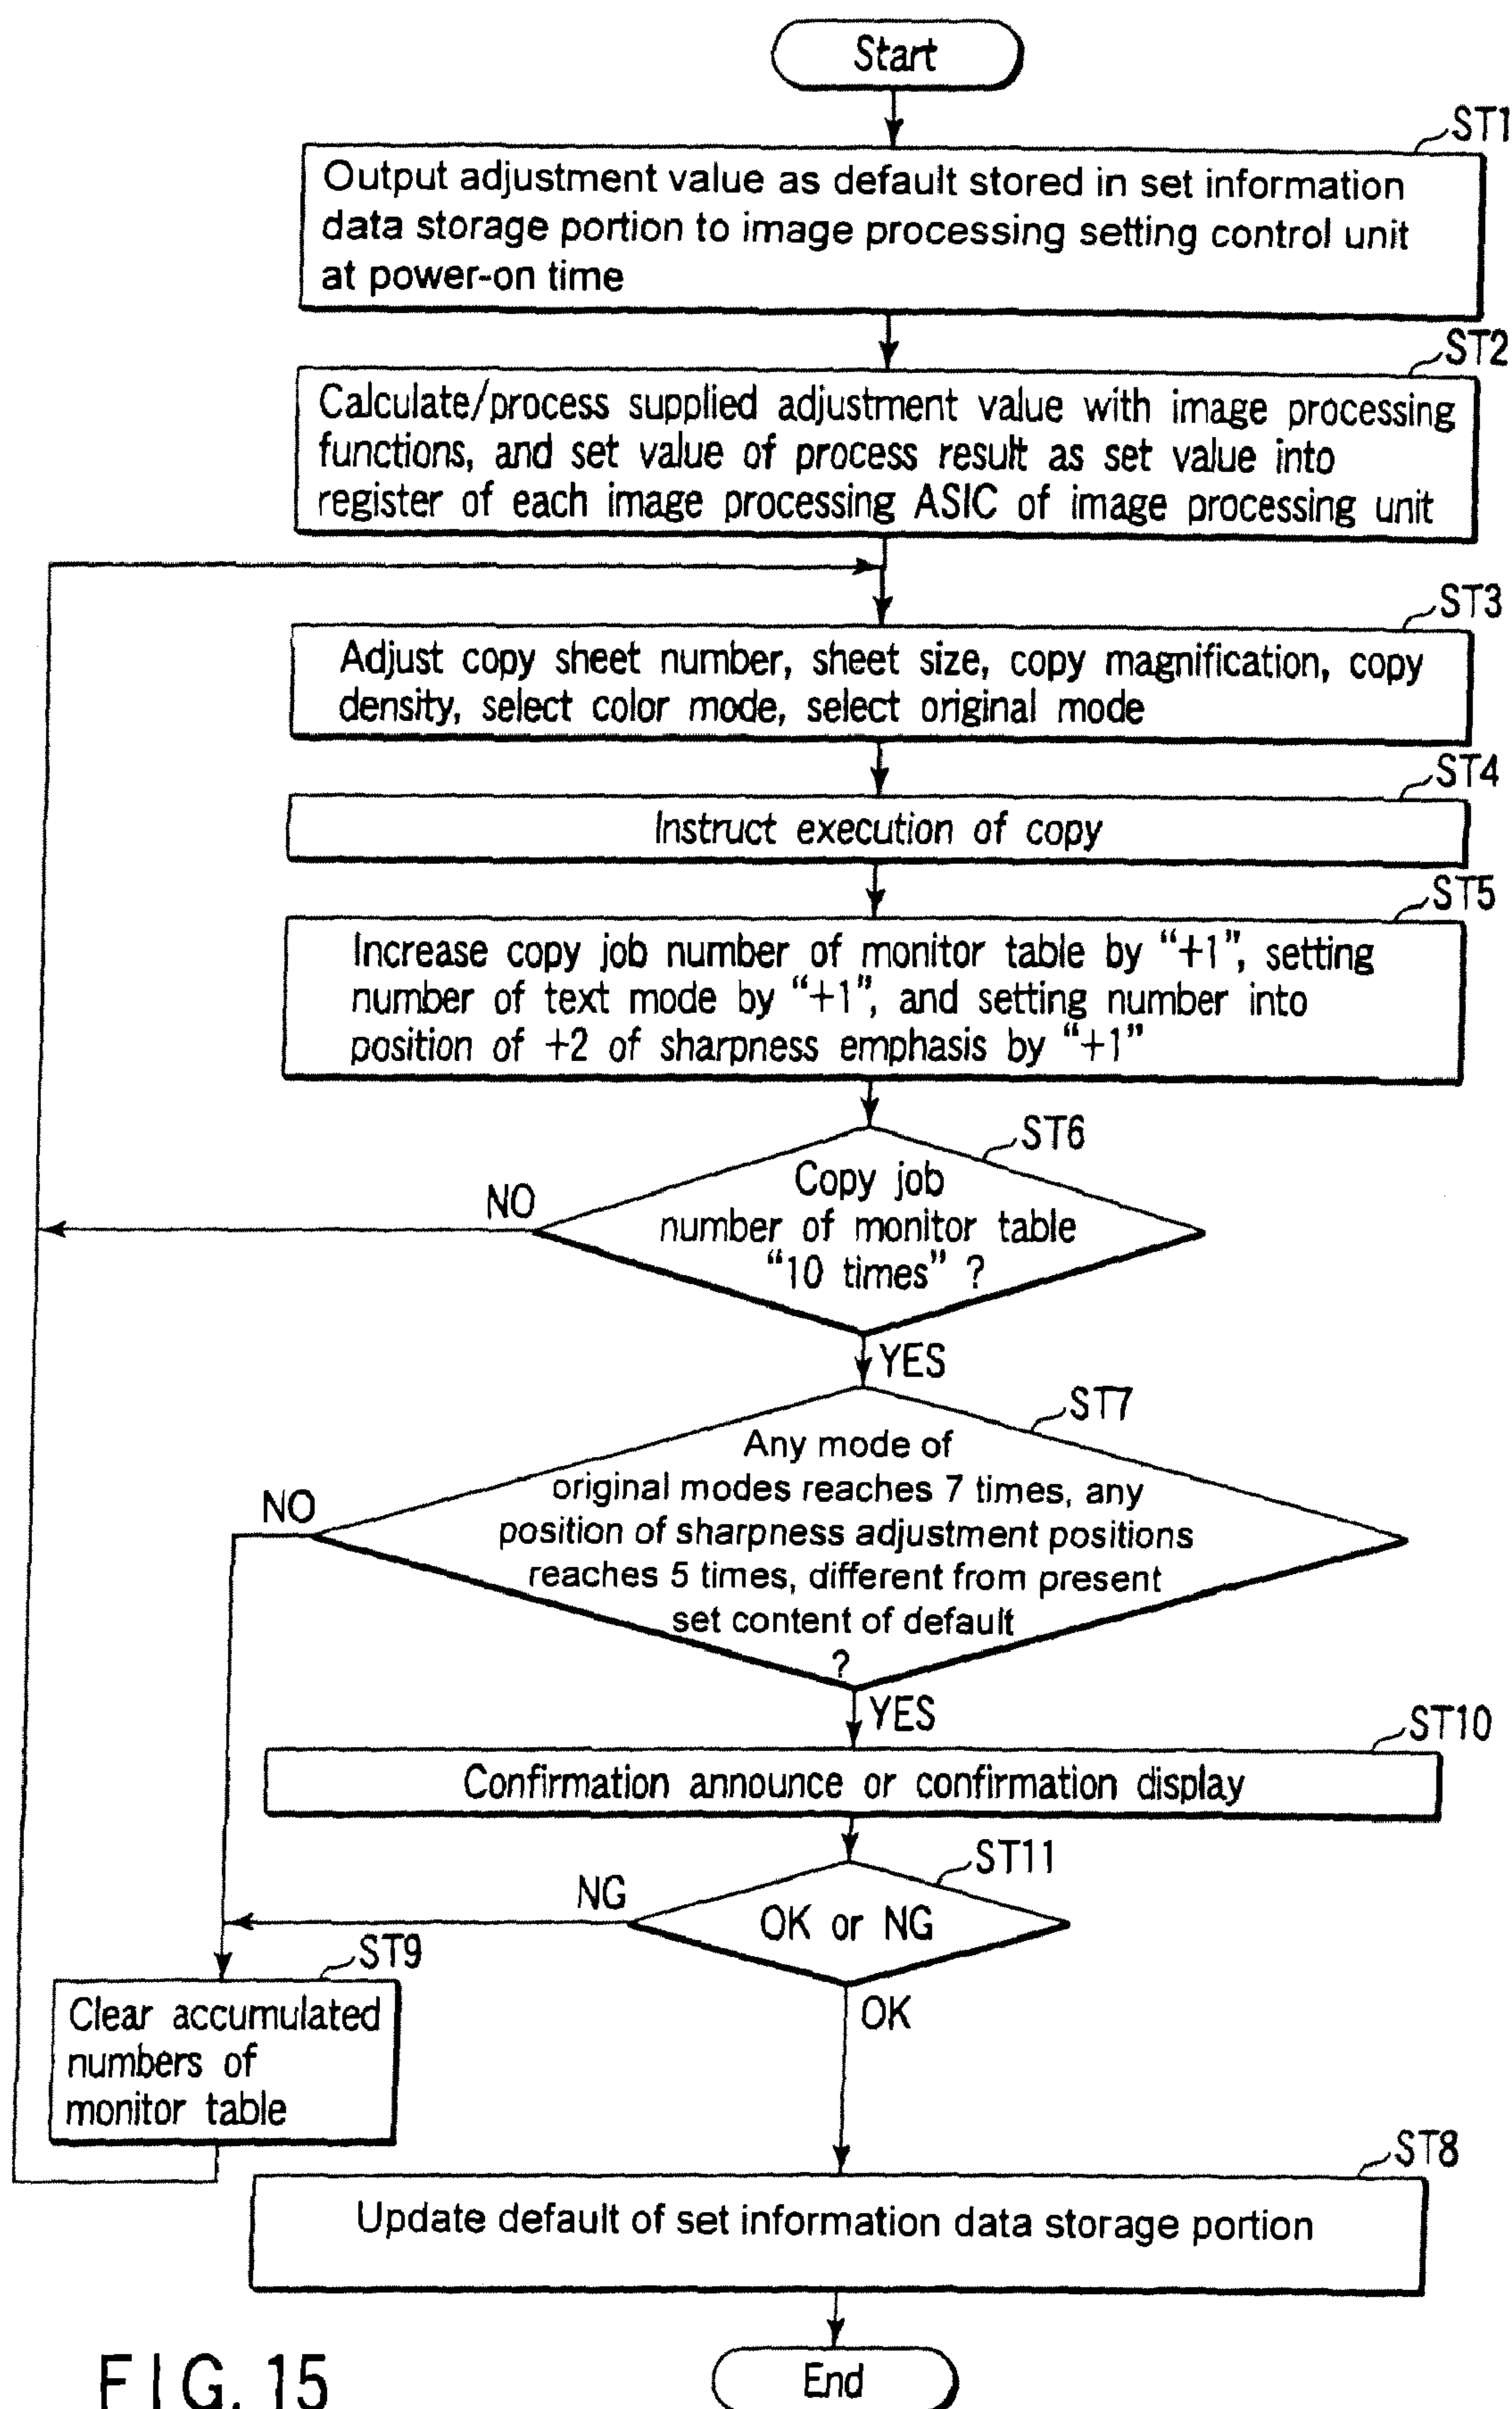 Start
ST1
Output adjustment value as default stored in set information
data storage portion to image processing setting control unit
at power-on time
ST2
Calculate/process supplied adjustment value with image processing
functions, and set value of process result as set value into
register of each image processing ASIC of image processing unit
ST3
Adjust copy sheet number, sheet size, copy magnification, copy
density, select color mode, select original mode
ST4
Instruct execution of copy
ST5
Increase copy job number of monitor table by “+1”, setting
number of text mode by “+1”, and setting number into
position of +2 of sharpness emphasis by “+1”
ST6
Copy job
number of monitor table
“10 times” ?
NO
YES
ST7
Any mode of
original modes reaches 7 times, any
position of sharpness adjustment positions
reaches 5 times, different from present
set content of default
?
NO
YES
ST10
Confirmation announce or confirmation display
ST11
OK or NG
NG
OK
ST9
Clear accumulated
numbers of
monitor table
ST8
Update default of set information data storage portion
End
FIG. 15